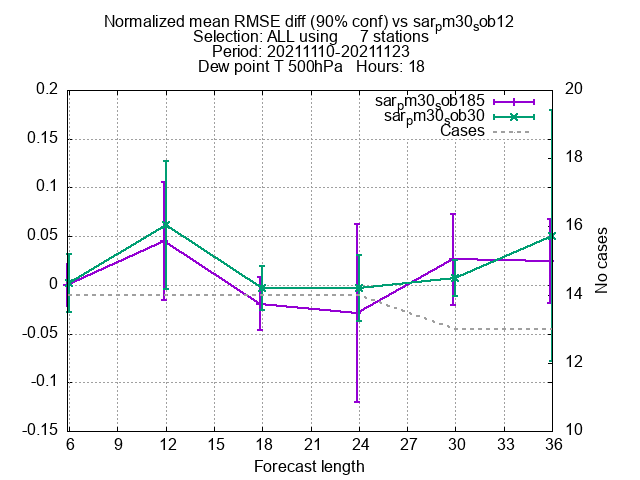 Normalized mean RMSE diff (90% conf) vs sarpm30sob12
Selection: ALL using 7 stations
Period: 20211110-20211123
Dew point T 500hPa Hours: 18
sarpm30sob185
sarpm30sob30
Cases
0.2
0.15
0.1
0.05
0
-0.05
-0.1
-0.15
20
18
16
14
12
10
No cases
6 9 12 15 18 21 24 27 30 33 36
Forecast length